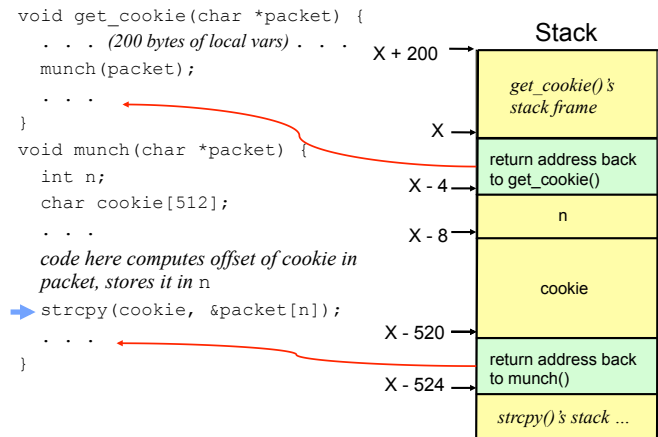 void get_cookie(char *packet) {
. . . (200 bytes of local vars) . . .
munch(packet);
. . .
}
void munch(char *packet) {
int n;
char cookie[512];
. . .
code here computes offset of cookie in
packet, stores it in n
strcpy(cookie, &packet[n]);
. . .
}
Stack
X + 200
get_cookie()'s
stack frame
X
return address back
to get_cookie()
X - 4
n
X - 8
cookie
X - 520
return address back
to munch()
X - 524
strcpy()'s stack ...